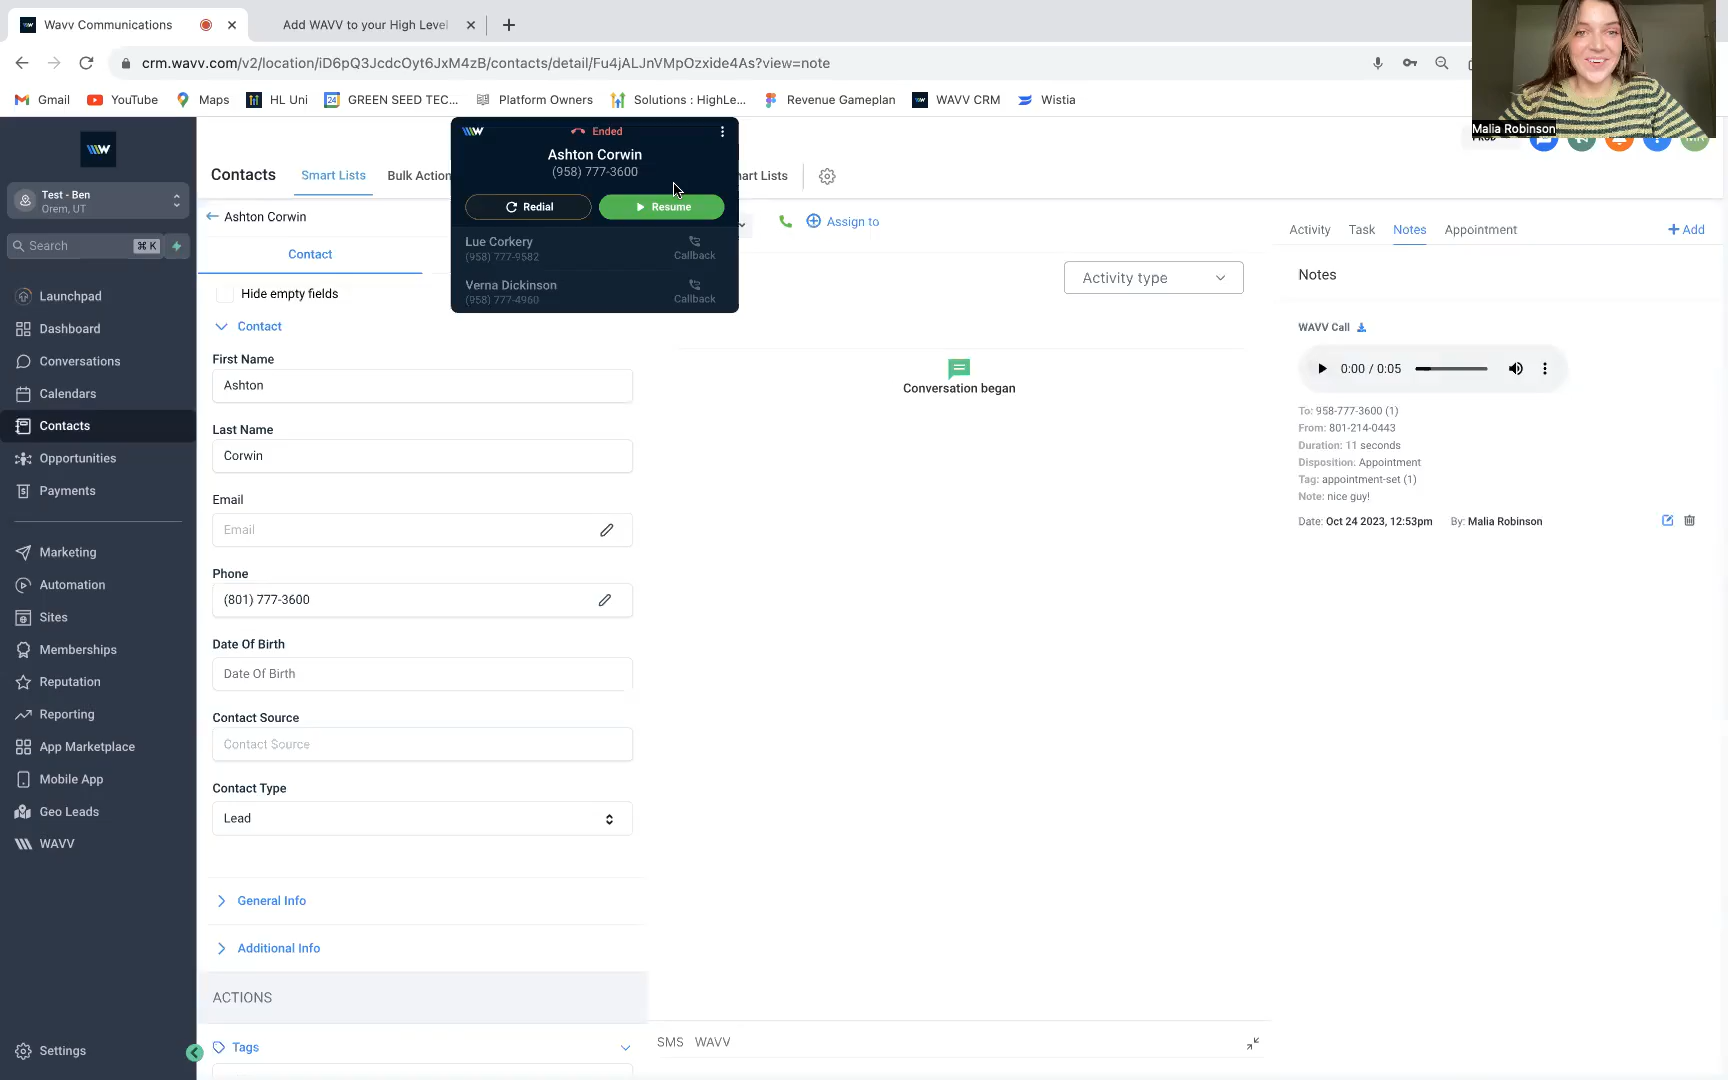 Wavv Communications
Add WAVV to your High Level
crm.wavv.com/v2/location/iD6pQ3JcdcOyt6JxM4zB/contacts/detail/Fu4jALJnVMpOzxide4As?view=note
Gmail
YouTube
Maps
HL Uni
GREEN SEED TEC...
Platform Owners
Solutions : HighLe...
Revenue Gameplan
WAVV CRM
Wistia
Malia Robinson
Test - Ben
Orem, UT
Search
⌘ K
Launchpad
Dashboard
Conversations
Calendars
Contacts
Opportunities
Payments
Marketing
Automation
Sites
Memberships
Reputation
Reporting
App Marketplace
Mobile App
Geo Leads
WAVV
Settings
Contacts
Smart Lists
Bulk Action
art Lists
Ended
Ashton Corwin
(958) 777-3600
Redial
Resume
Lue Corkery
(958) 777-9582
Callback
Verna Dickinson
(958) 777-4960
Callback
Ashton Corwin
Contact
Hide empty fields
Contact
First Name
Ashton
Last Name
Corwin
Email
Email
Phone
(801) 777-3600
Date Of Birth
Date Of Birth
Contact Source
Contact Source
Contact Type
Lead
General Info
Additional Info
ACTIONS
Tags
Assign to
Activity type
Conversation began
SMS
WAVV
Activity
Task
Notes
Appointment
Add
Notes
WAVV Call
0:00 / 0:05
To: 958-777-3600 (1)
From: 801-214-0443
Duration: 11 seconds
Disposition: Appointment
Tag: appointment-set (1)
Note: nice guy!
Date: Oct 24 2023, 12:53pm
By: Malia Robinson